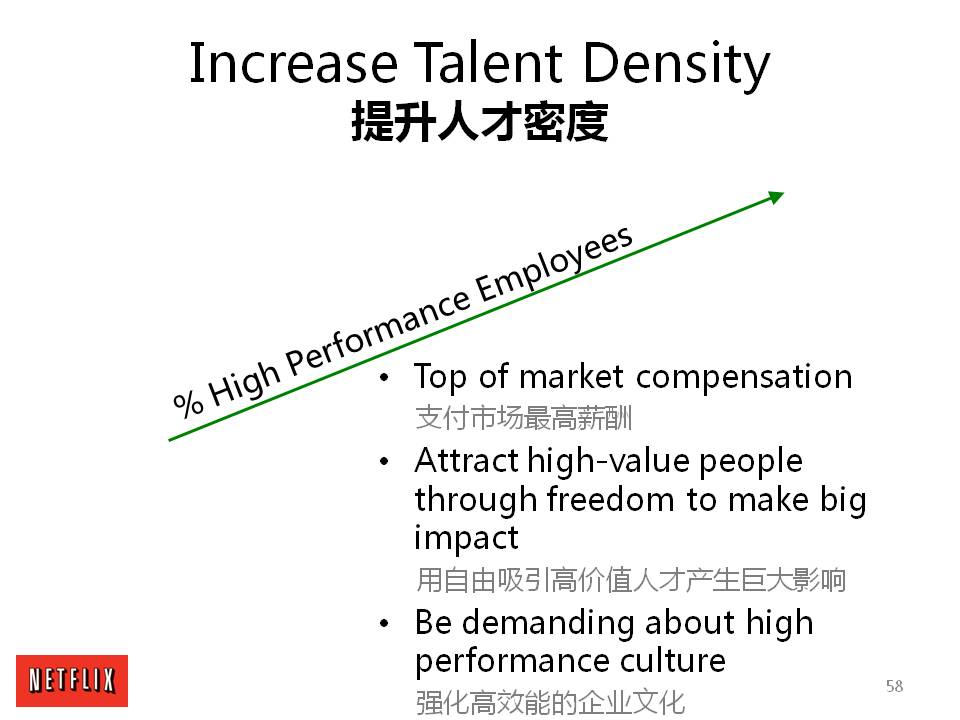 Increase Talent Density
提升人才密度
% High Performance Employees
• Top of market compensation
支付市场最高薪酬
• Attract high-value people
through freedom to make big
impact
用自由吸引高价值人才产生巨大影响
• Be demanding about high
performance culture
强化高效能的企业文化
NETFLIX
58